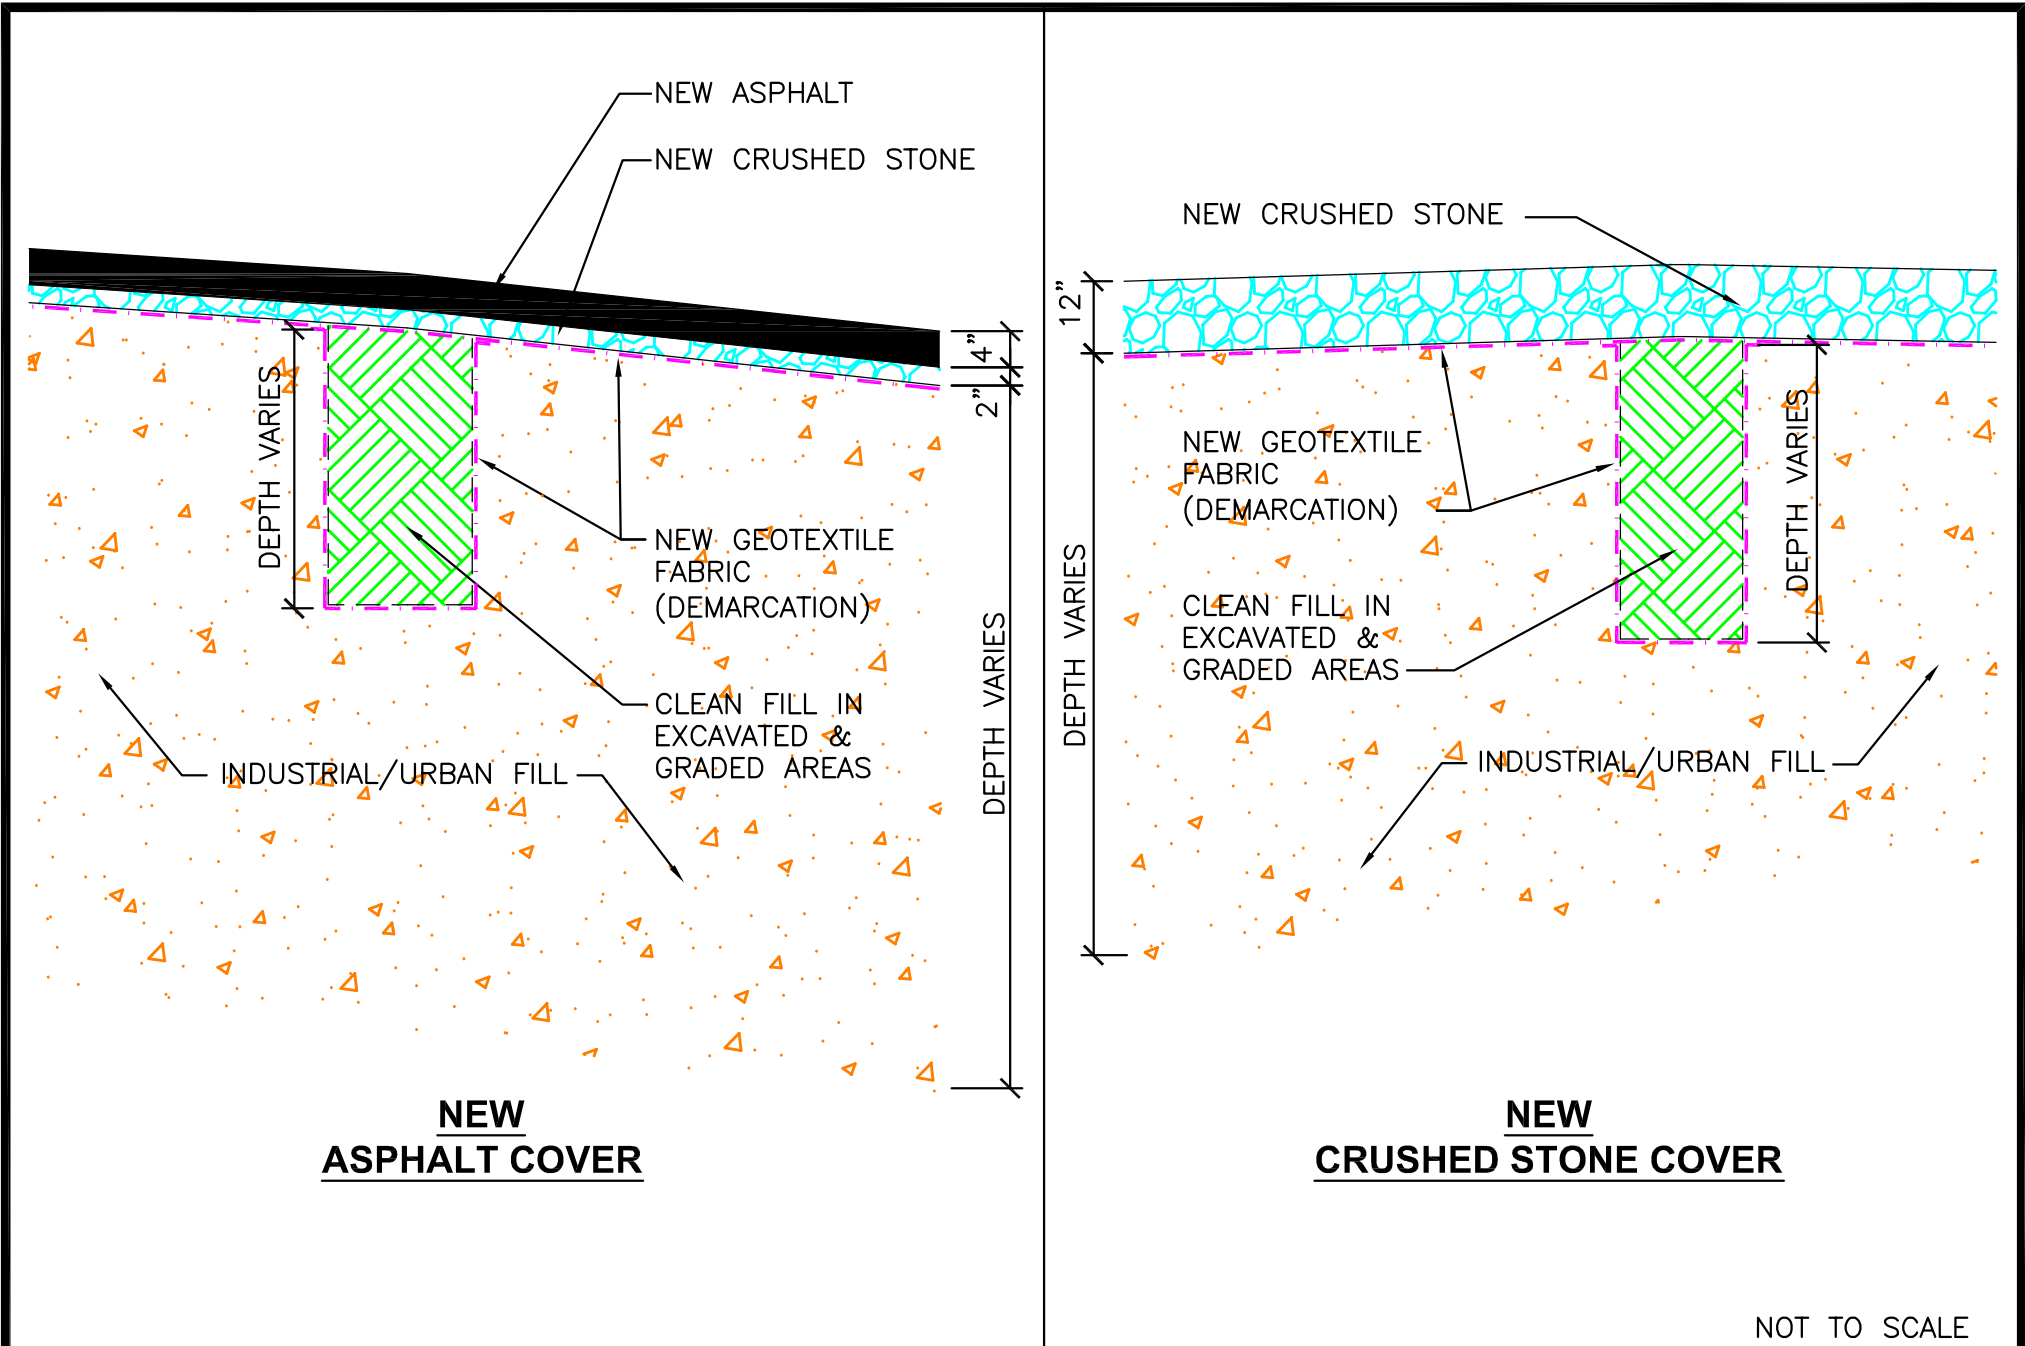 NEW ASPHALT
NEW CRUSHED STONE
4"
2"
DEPTH VARIES
NEW GEOTEXTILE
FABRIC
(DEMARCATION)
CLEAN FILL IN
EXCAVATED &
GRADED AREAS
INDUSTRIAL/URBAN FILL
DEPTH VARIES
NEW
ASPHALT COVER
NEW CRUSHED STONE
12"
NEW GEOTEXTILE
FABRIC
(DEMARCATION)
DEPTH VARIES
DEPTH VARIES
CLEAN FILL IN
EXCAVATED &
GRADED AREAS
INDUSTRIAL/URBAN FILL
NEW
CRUSHED STONE COVER
NOT TO SCALE